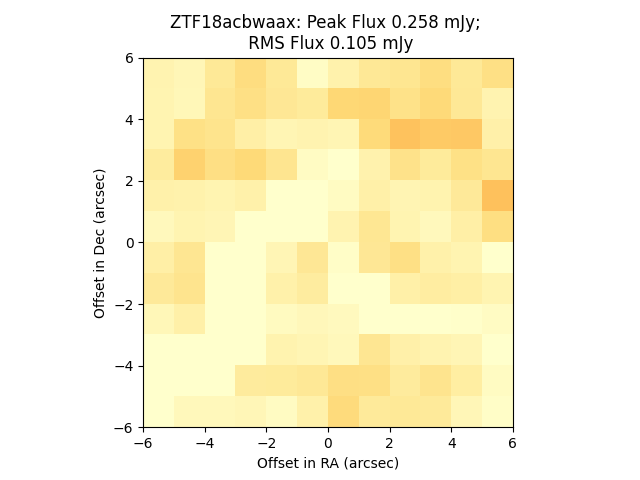 ZTF18acbwaax: Peak Flux 0.258 mJy;
RMS Flux 0.105 mJy
6
4
2
0
−2
−4
−6
Offset in Dec (arcsec)
−6 −4 −2 0 2 4 6
Offset in RA (arcsec)